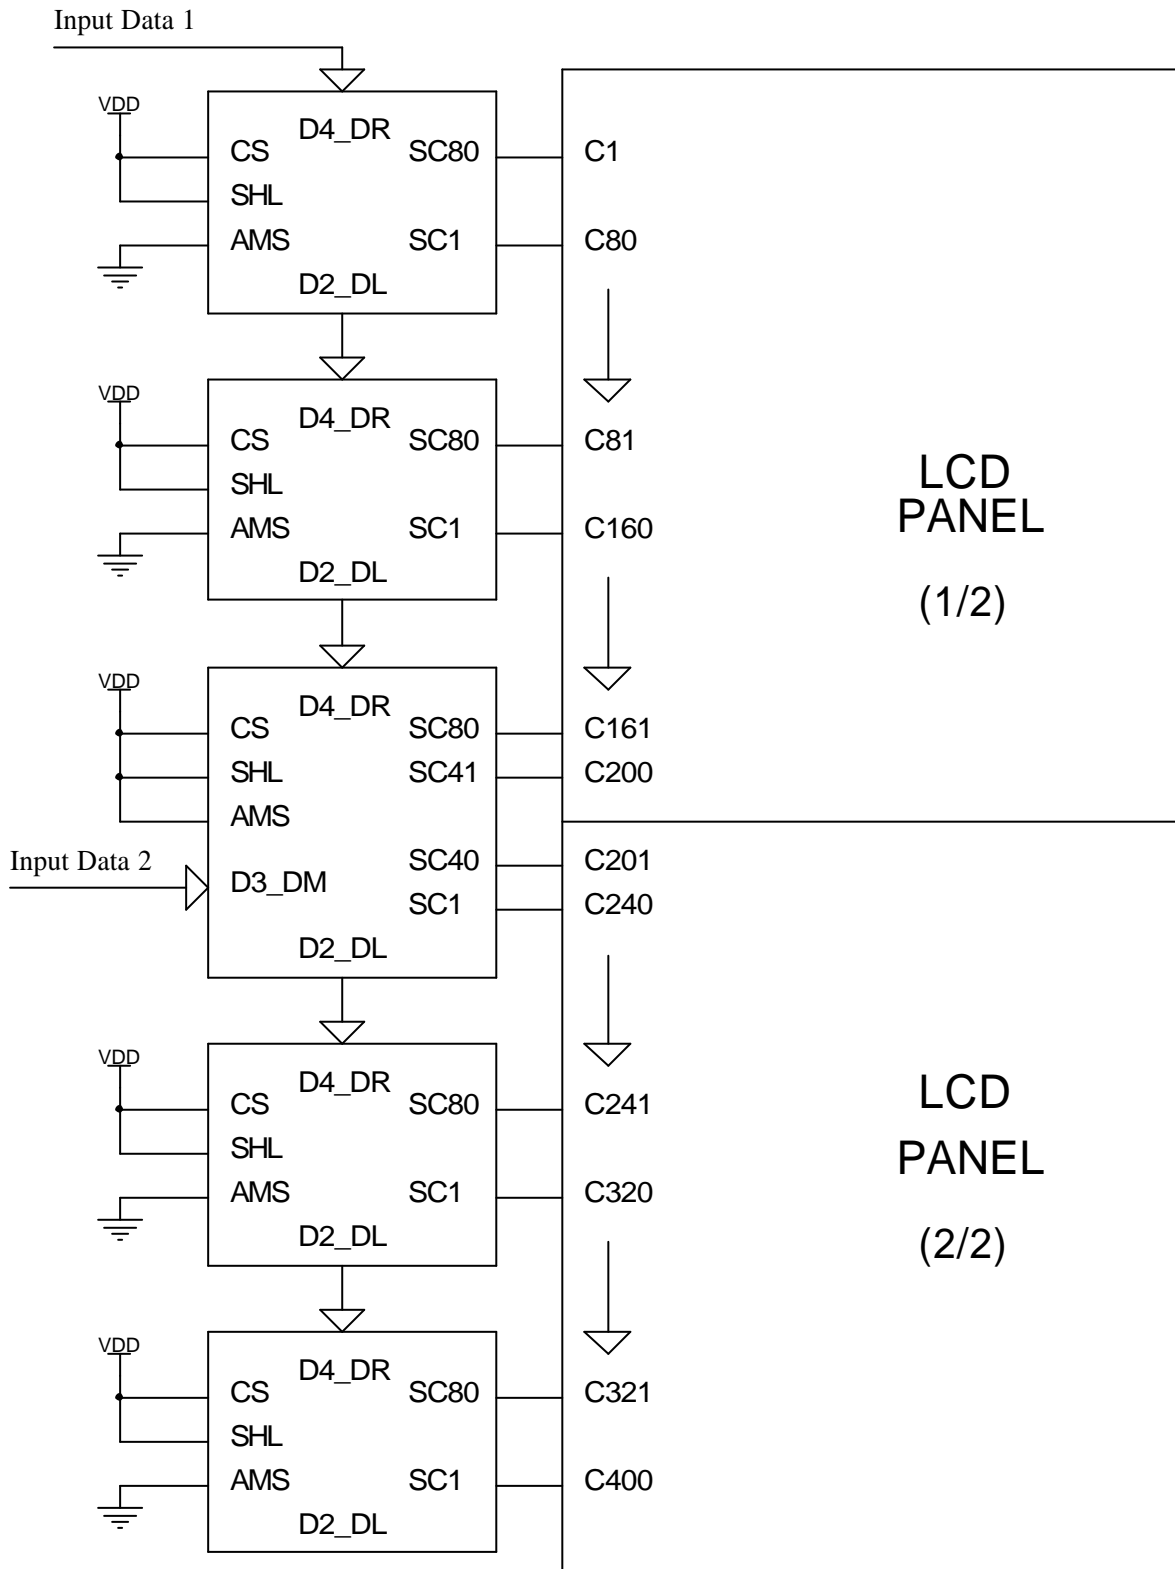 Input Data 1
VDD
D4_DR
CS SC80 C1
SHL
AMS SC1 C80
D2_DL
VDD
D4_DR
CS SC80 C81
SHL
AMS SC1 C160
D2_DL
LCD
PANEL
(1/2)
VDD
D4_DR
CS SC80 C161
SHL SC41 C200
AMS
Input Data 2
SC40 C201
D3_DM
SC1 C240
D2_DL
VDD
D4_DR
CS SC80 C241
SHL
AMS SC1 C320
D2_DL
LCD
PANEL
(2/2)
VDD
D4_DR
CS SC80 C321
SHL
AMS SC1 C400
D2_DL